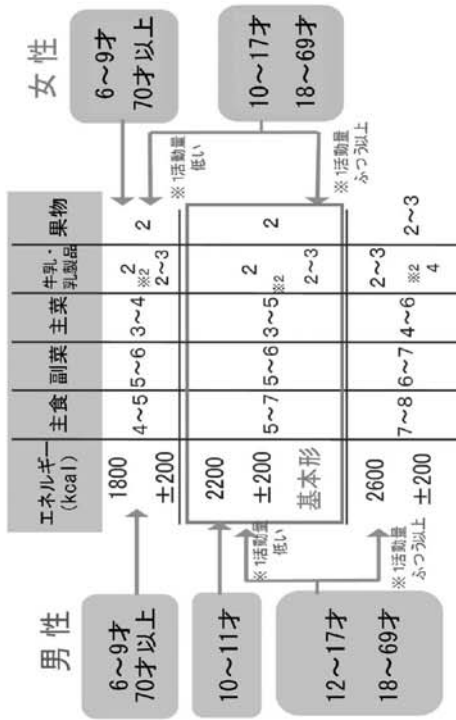 男性
6～9才
70才以上
10～11才
12～17才
18～69才
※1活動量
低い
※1活動量
ふつう以上
エネルギー
(kcal)
主食
副菜
主菜
牛乳・
乳製品
果物
1800
±200
4～5
5～6
3～4
2
※2
2～3
2
2200
±200
基本形
5～7
5～6
3～5
2
※2
2～3
2
2600
±200
7～8
6～7
4～6
2～3
※2
4
2～3
女性
6～9才
70才以上
※1活動量
低い
10～17才
18～69才
※1活動量
ふつう以上